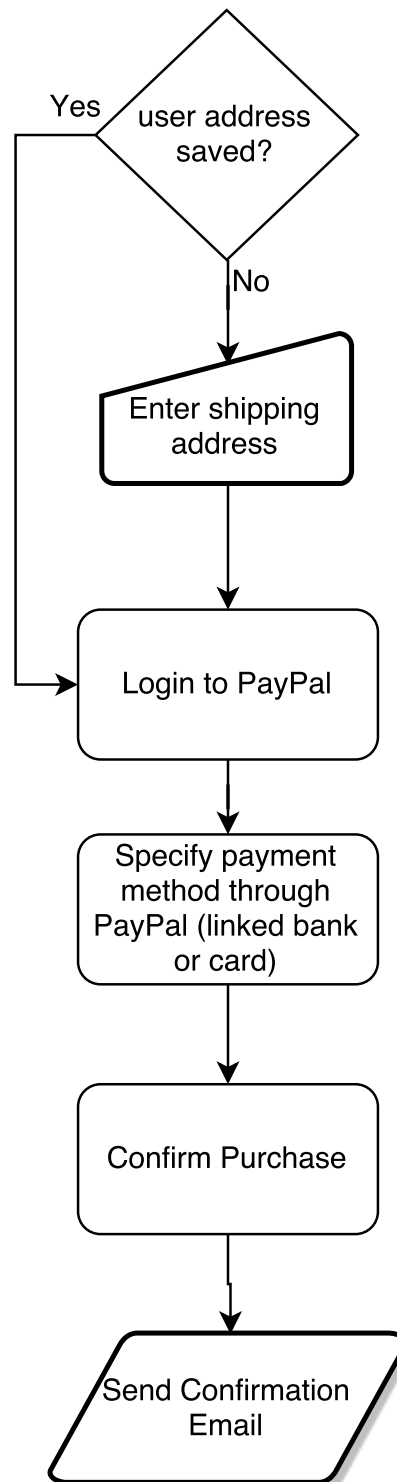 Yes
user address
saved?
No
Enter shipping
address
Login to PayPal
Specify payment
method through
PayPal (linked bank
or card)
Confirm Purchase
Send Confirmation
Email